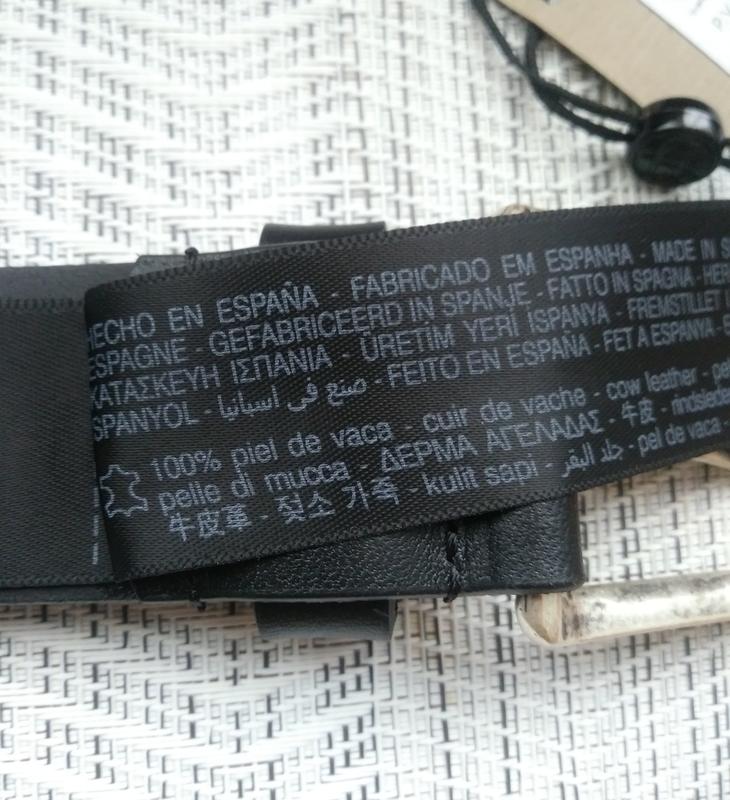 HECHO EN ESPAÑA - FABRICADO EM ESPANHA - MADE IN
ESPAGNE - GEFABRICEERD IN SPANJE - FATTO IN SPAGNA -
ΚΑΤΑΣΚΕΥΗ ΙΣΠΑΝΙΑ - ÜRETİM YERİ İSPANYA - FREMSTILLET
SPANYOL - صنع في اسبانيا - FEITO EN ESPAÑA - FET A ESPANYA -
100% piel de vaca - cuir de vache - cow leather -
pelle di mucca - ΔΕΡΜΑ ΑΓΕΛΑΔΑΣ - 牛皮 -
牛皮革 - 젖소 가죽 - kulit sapi - جلد البقر - pel de vaca -